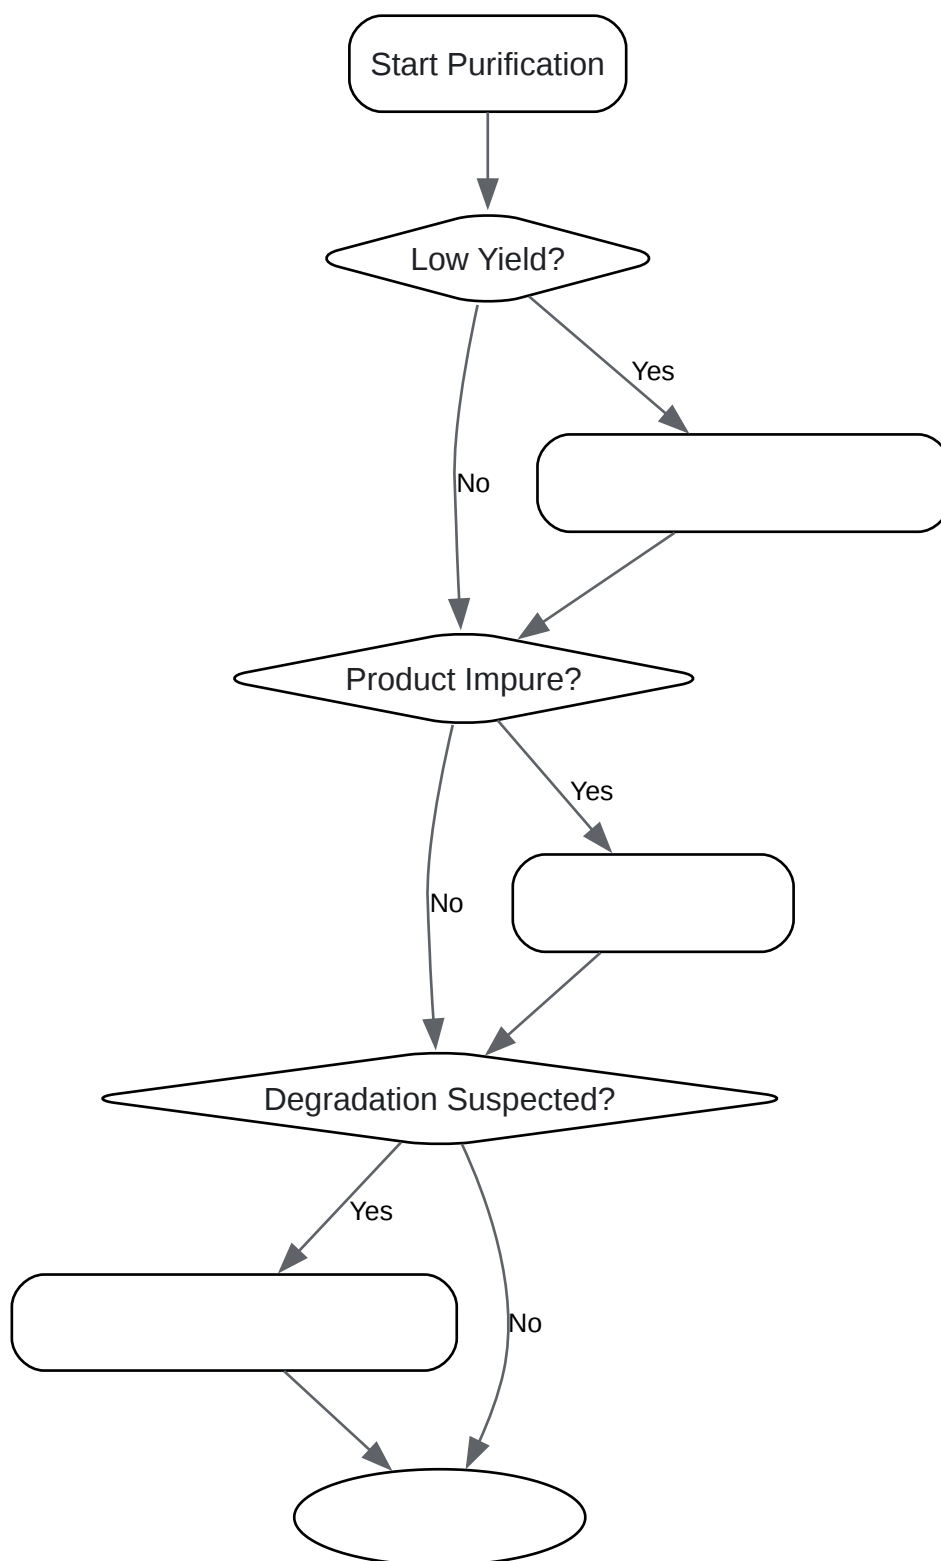 Start Purification
Low Yield?
Yes
No
Product Impure?
Yes
No
Degradation Suspected?
Yes
No